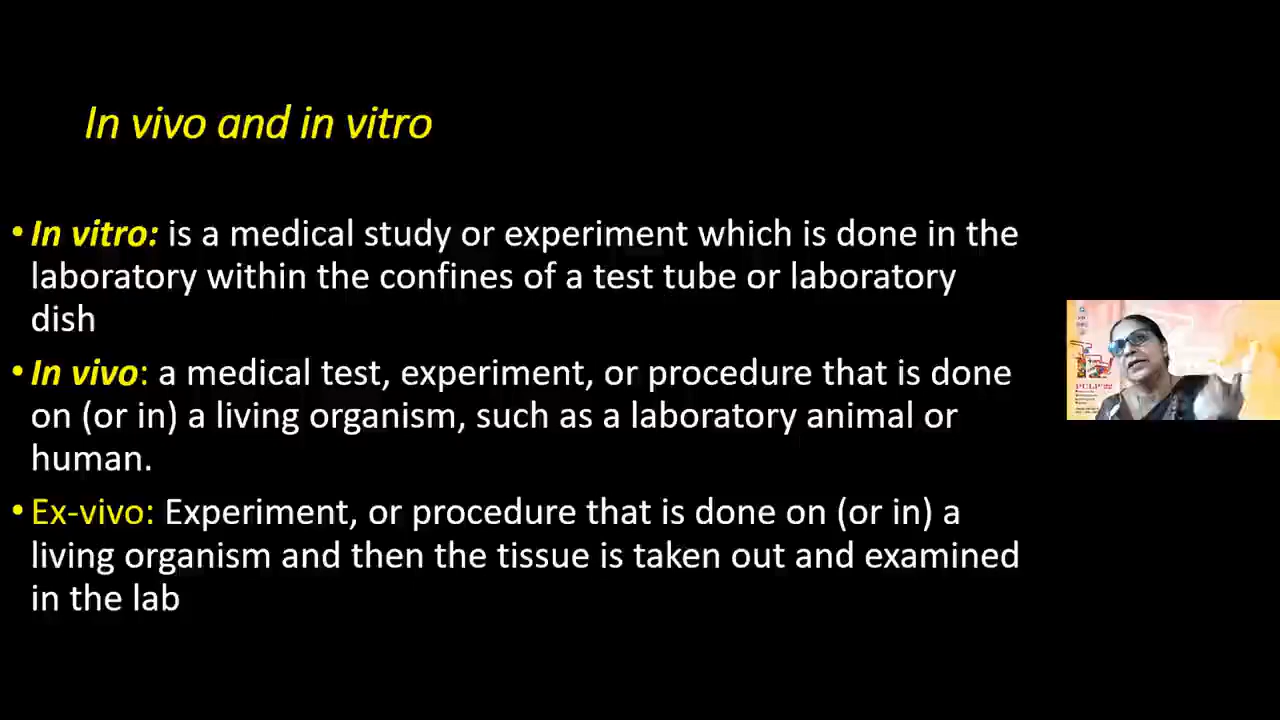 In vivo and in vitro
• In vitro: is a medical study or experiment which is done in the
laboratory within the confines of a test tube or laboratory
dish
• In vivo: a medical test, experiment, or procedure that is done
on (or in) a living organism, such as a laboratory animal or
human.
• Ex-vivo: Experiment, or procedure that is done on (or in) a
living organism and then the tissue is taken out and examined
in the lab
PCLP